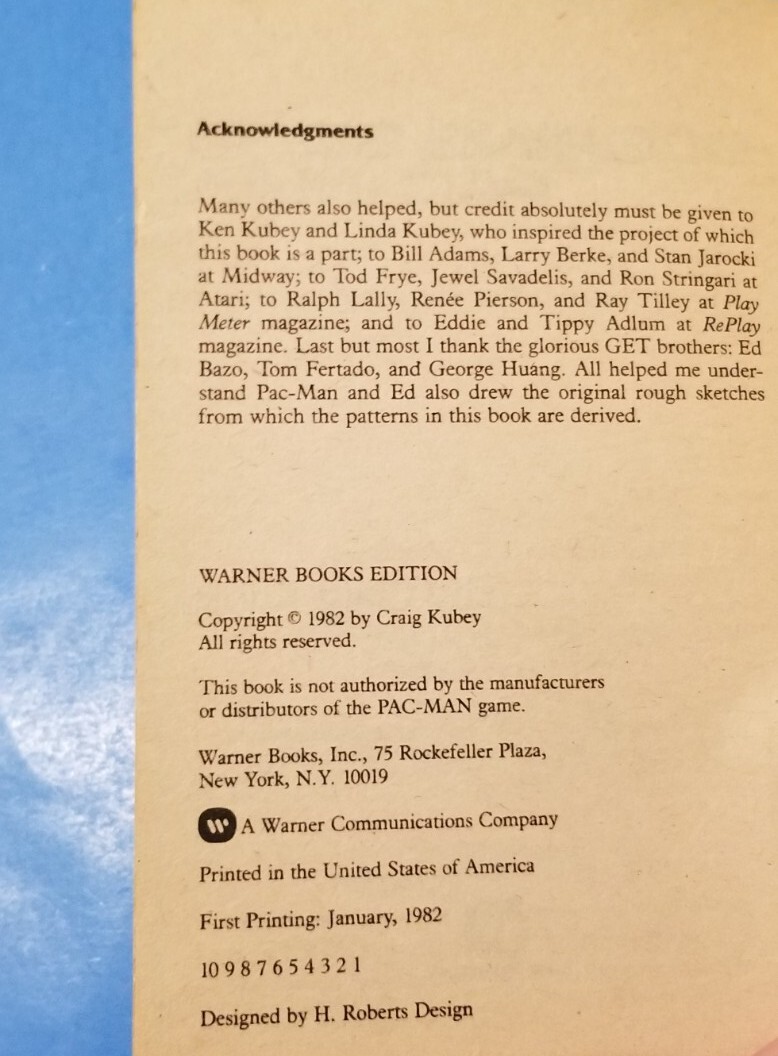 Acknowledgments
Many others also helped, but credit absolutely must be given to
Ken Kubey and Linda Kubey, who inspired the project of which
this book is a part; to Bill Adams, Larry Berke, and Stan Jarocki
at Midway; to Tod Frye, Jewel Savadelis, and Ron Stringari at
Atari; to Ralph Lally, Renée Pierson, and Ray Tilley at Play
Meter magazine; and to Eddie and Tippy Adlum at RePlay
magazine. Last but most I thank the glorious GET brothers: Ed
Bazo, Tom Fertado, and George Huang. All helped me under-
stand Pac-Man and Ed also drew the original rough sketches
from which the patterns in this book are derived.
WARNER BOOKS EDITION
Copyright © 1982 by Craig Kubey
All rights reserved.
This book is not authorized by the manufacturers
or distributors of the PAC-MAN game.
Warner Books, Inc., 75 Rockefeller Plaza,
New York, N.Y. 10019
A Warner Communications Company
Printed in the United States of America
First Printing: January, 1982
10 9 8 7 6 5 4 3 2 1
Designed by H. Roberts Design